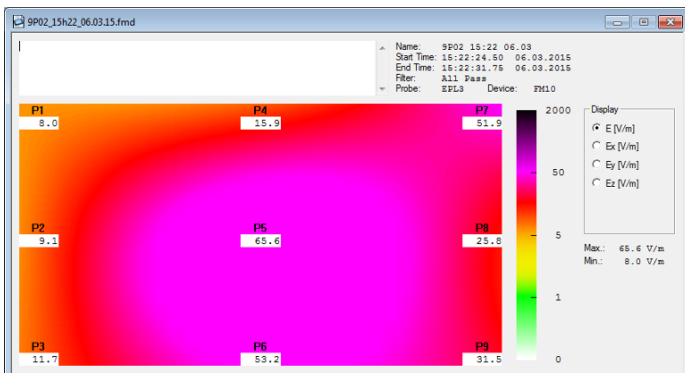 9P02_15h22_06.03.15.fmd
Name: 9P02 15:22 06.03
Start Time: 15:22:24.50 06.03.2015
End Time: 15:22:31.75 06.03.2015
Filter: All Pass
Probe: EPL3 Device: FM10
P1 P4 P7
8.0 15.9 51.9
P2 P5 P8
9.1 65.6 25.8
P3 P6 P9
11.7 53.2 31.5
2000
50
5
1
0
Display
E [V/m]
Ex [V/m]
Ey [V/m]
Ez [V/m]
Max.: 65.6 V/m
Min.: 8.0 V/m